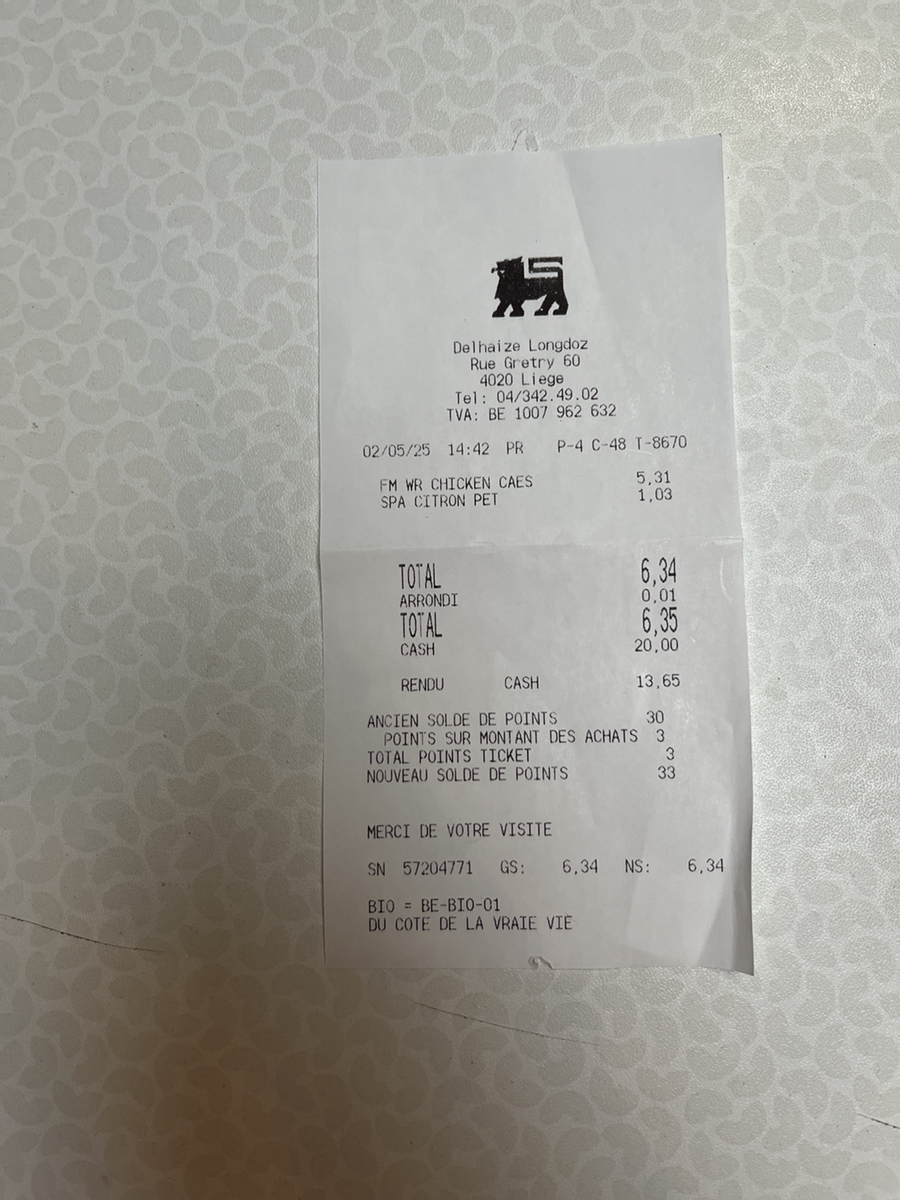 Delhaize Longdoz
Rue Gretry 60
4020 Liege
Tel: 04/342.49.02
TVA: BE 1007 962 632
02/05/25 14:42 PR P-4 C-48 T-8670
FM WR CHICKEN CAES 5,31
SPA CITRON PET 1,03
TOTAL 6,34
ARRONDI 0,01
TOTAL 6,35
CASH 20,00
RENDU CASH 13,65
ANCIEN SOLDE DE POINTS 30
POINTS SUR MONTANT DES ACHATS 3
TOTAL POINTS TICKET 3
NOUVEAU SOLDE DE POINTS 33
MERCI DE VOTRE VISITE
SN 57204771 GS: 6,34 NS: 6,34
BIO = BE-BIO-01
DU COTE DE LA VRAIE VIE